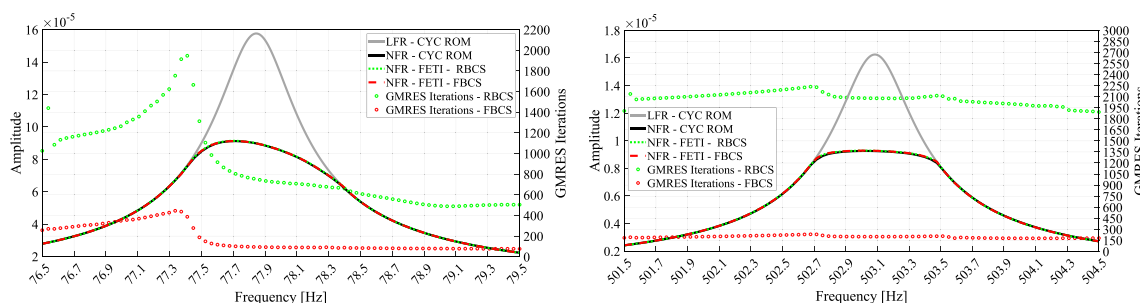 ×10⁻⁵
16
14
12
10
8
6
4
2
Amplitude
2200
2000
1800
1600
1400
1200
1000
800
600
400
200
0
GMRES Iterations
LFR - CYC ROM
NFR - CYC ROM
NFR - FETI - RBCS
NFR - FETI - FBCS
GMRES Iterations - RBCS
GMRES Iterations - FBCS
76.5 76.7 76.9 77.1 77.3 77.5 77.7 77.9 78.1 78.3 78.5 78.7 78.9 79.1 79.3 79.5
Frequency [Hz]
×10⁻⁵
1.8
1.6
1.4
1.2
1
0.8
0.6
0.4
0.2
Amplitude
3000
2850
2700
2550
2400
2250
2100
1950
1800
1650
1500
1350
1200
1050
900
750
600
450
300
150
0
GMRES Iterations
LFR - CYC ROM
NFR - CYC ROM
NFR - FETI - RBCS
NFR - FETI - FBCS
GMRES Iterations - RBCS
GMRES Iterations - FBCS
501.5 501.7 501.9 502.1 502.3 502.5 502.7 502.9 503.1 503.3 503.5 503.7 503.9 504.1 504.3 504.5
Frequency [Hz]